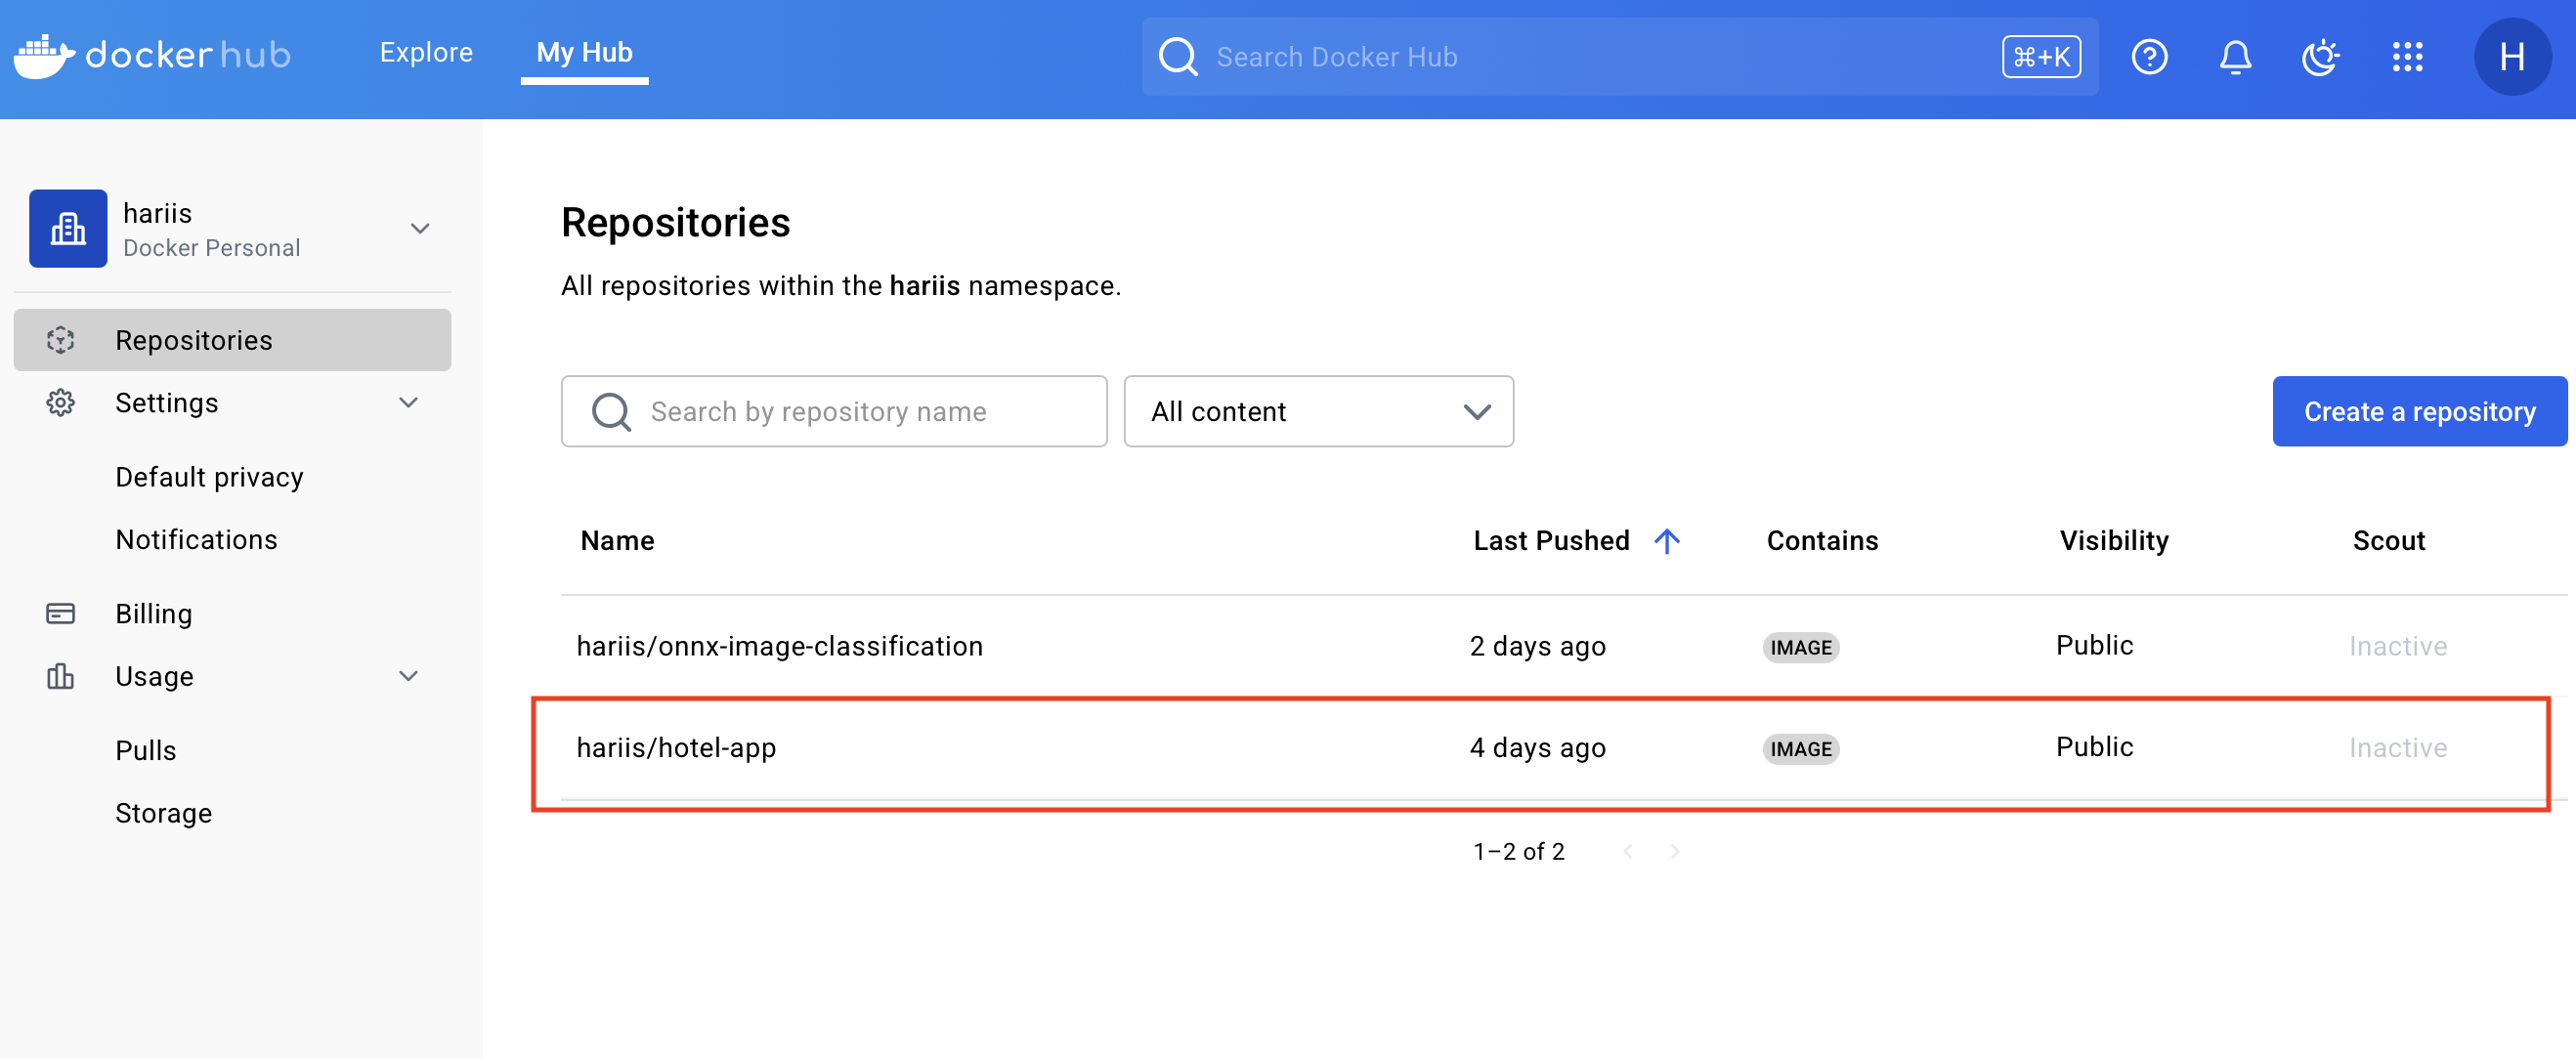 docker hub
Explore
My Hub
Search Docker Hub
⌘+K
H
hariis
Docker Personal
Repositories
Settings
Default privacy
Notifications
Billing
Usage
Pulls
Storage
Repositories
All repositories within the hariis namespace.
Search by repository name
All content
Create a repository
Name Last Pushed Contains Visibility Scout
hariis/onnx-image-classification 2 days ago IMAGE Public Inactive
hariis/hotel-app 4 days ago IMAGE Public Inactive
1–2 of 2